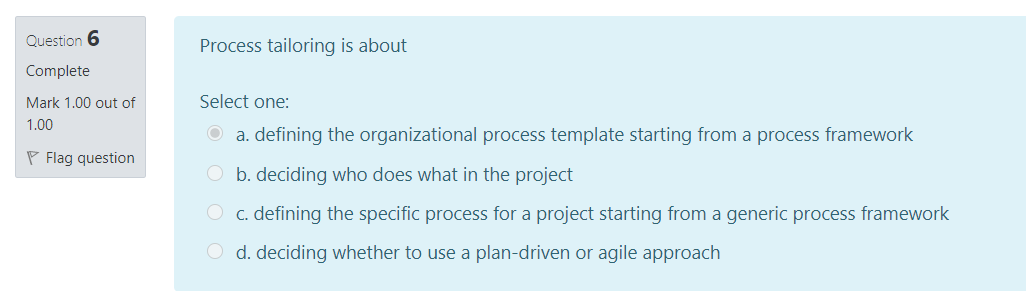 Question 6
Complete
Mark 1.00 out of
1.00
Flag question
Process tailoring is about
Select one:
a. defining the organizational process template starting from a process framework
b. deciding who does what in the project
c. defining the specific process for a project starting from a generic process framework
d. deciding whether to use a plan-driven or agile approach